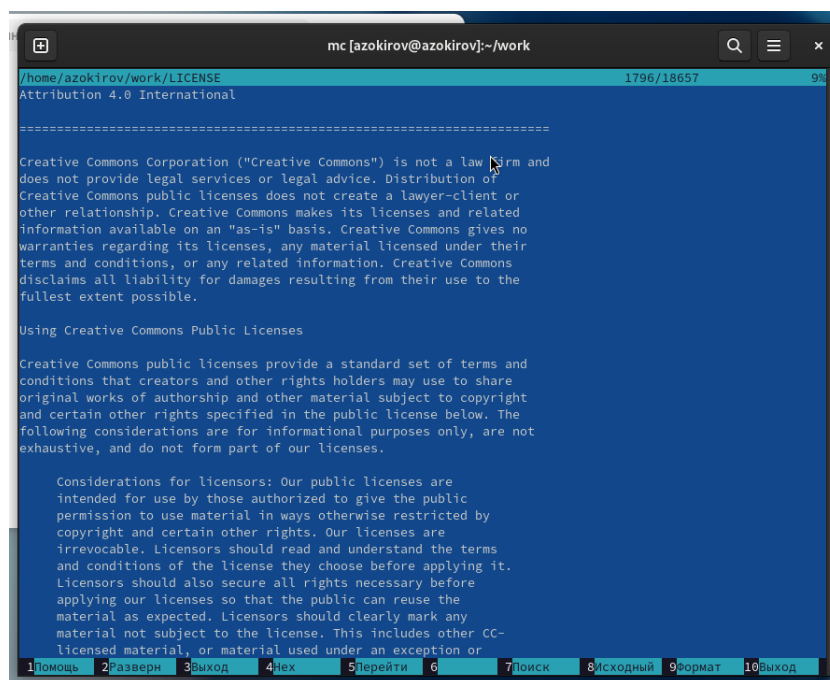 mc [azokirov@azokirov]:~/work
/home/azokirov/work/LICENSE 1796/18657 9%
Attribution 4.0 International
=======================================================================
Creative Commons Corporation ("Creative Commons") is not a law firm and
does not provide legal services or legal advice. Distribution of
Creative Commons public licenses does not create a lawyer-client or
other relationship. Creative Commons makes its licenses and related
information available on an "as-is" basis. Creative Commons gives no
warranties regarding its licenses, any material licensed under their
terms and conditions, or any related information. Creative Commons
disclaims all liability for damages resulting from their use to the
fullest extent possible.
Using Creative Commons Public Licenses
Creative Commons public licenses provide a standard set of terms and
conditions that creators and other rights holders may use to share
original works of authorship and other material subject to copyright
and certain other rights specified in the public license below. The
following considerations are for informational purposes only, are not
exhaustive, and do not form part of our licenses.
Considerations for licensors: Our public licenses are
intended for use by those authorized to give the public
permission to use material in ways otherwise restricted by
copyright and certain other rights. Our licenses are
irrevocable. Licensors should read and understand the terms
and conditions of the license they choose before applying it.
Licensors should also secure all rights necessary before
applying our licenses so that the public can reuse the
material as expected. Licensors should clearly mark any
material not subject to the license. This includes other CC-
licensed material, or material used under an exception or
1Помощь 2Разверн 3Выход 4Hex 5Перейти 6 7Поиск 8Исходный 9Формат 10Выход